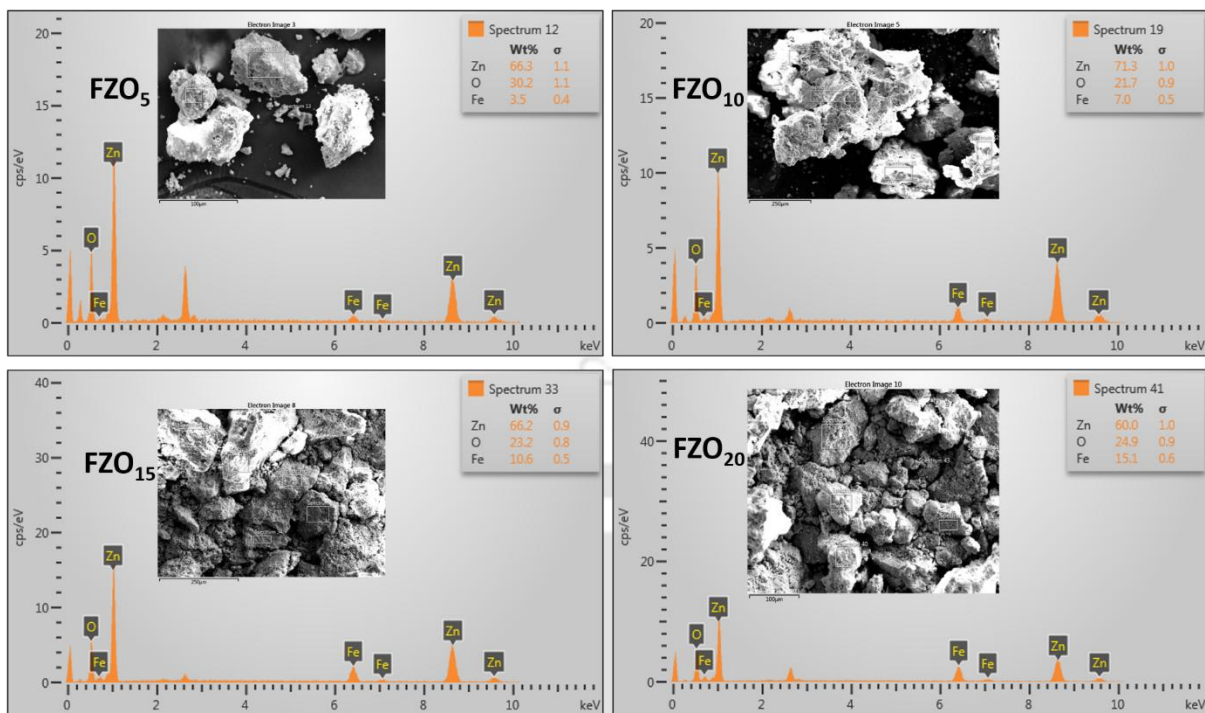 Electron Image 3
FZO5
Spectrum 12
Wt% σ
Zn 66.3 1.1
O 30.2 1.1
Fe 3.5 0.4
cps/eV
20
15
10
5
0
Zn
O
Fe
Fe
Fe
Zn
Zn
100µm
0 2 4 6 8 10 keV
Electron Image 5
FZO10
Spectrum 19
Wt% σ
Zn 71.3 1.0
O 21.7 0.9
Fe 7.0 0.5
cps/eV
20
15
10
5
0
Zn
O
Fe
Fe
Fe
Zn
Zn
250µm
0 2 4 6 8 10 keV
Electron Image 8
FZO15
Spectrum 33
Wt% σ
Zn 66.2 0.9
O 23.2 0.8
Fe 10.6 0.5
cps/eV
40
30
20
10
0
Zn
O
Fe
Fe
Fe
Zn
Zn
250µm
0 2 4 6 8 10 keV
Electron Image 10
FZO20
Spectrum 41
Wt% σ
Zn 60.0 1.0
O 24.9 0.9
Fe 15.1 0.6
cps/eV
40
20
0
Zn
O
Fe
Fe
Fe
Zn
Zn
100µm
0 2 4 6 8 10 keV